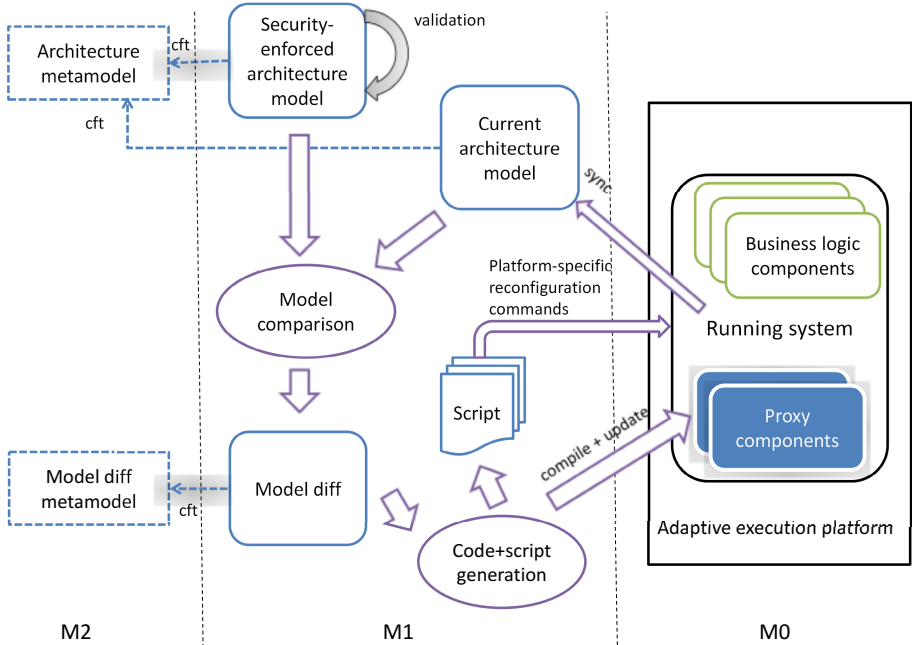 Architecture
metamodel
cft
Security-
enforced
architecture
model
validation
cft
Current
architecture
model
sync
Business logic
components
Platform-specific
reconfiguration
commands
Model
comparison
Running system
Script
compile + update
Proxy
components
Model diff
metamodel
cft
Model diff
Code+script
generation
Adaptive execution platform
M2
M1
M0